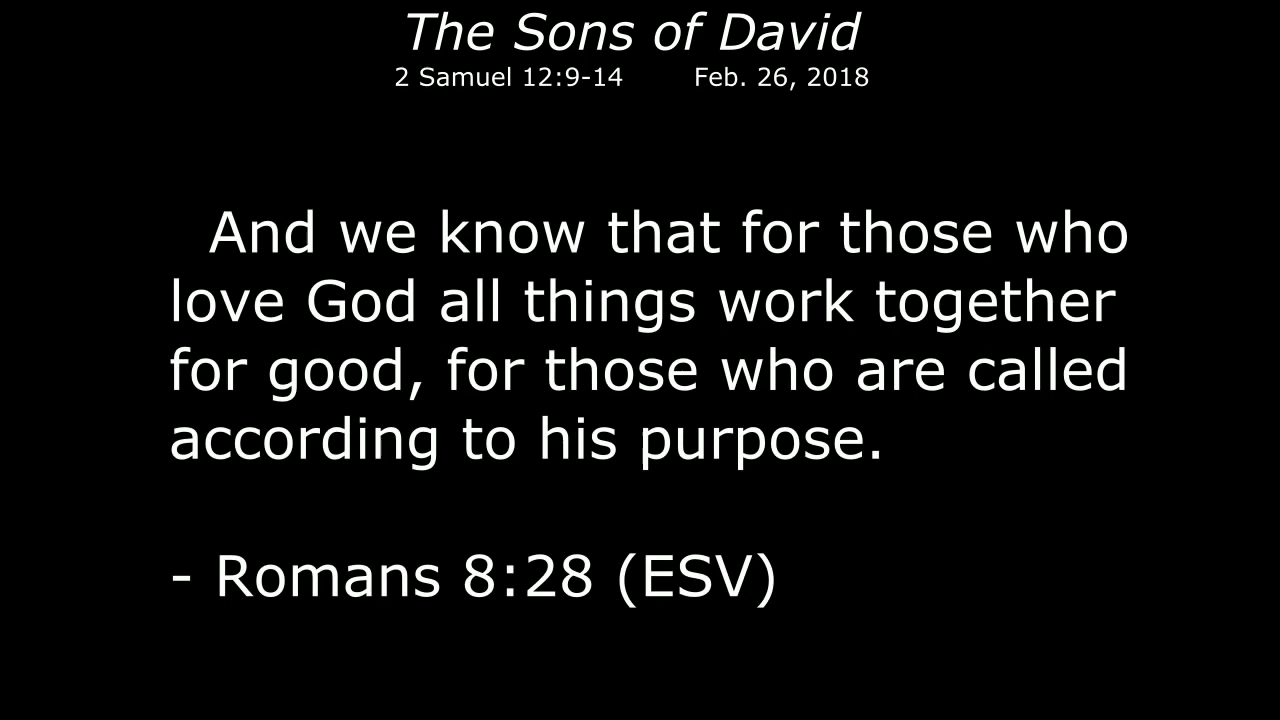 The Sons of David
2 Samuel 12:9-14 Feb. 26, 2018
And we know that for those who
love God all things work together
for good, for those who are called
according to his purpose.
- Romans 8:28 (ESV)